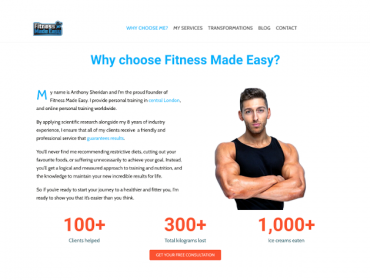 Fitness
Made Easy
WHY CHOOSE ME? MY SERVICES TRANSFORMATIONS BLOG CONTACT
Why choose Fitness Made Easy?
My name is Anthony Sheridan and I'm the proud founder of
Fitness Made Easy. I provide personal training in central London,
and online personal training worldwide.
By applying scientific research alongside my 8 years of industry
experience, I ensure that all of my clients receive a friendly and
professional service that guarantees results.
You'll never find me recommending restrictive diets, cutting out your
favourite foods, or suffering unnecessarily to achieve your goal. Instead,
you'll get a logical and measured approach to training and nutrition, and
the knowledge to maintain your new incredible results for life.
So if you're ready to start your journey to a healthier and fitter you, I'm
ready to show you that it's easier than you think.
100+ 300+ 1,000+
Clients helped Total kilograms lost Ice creams eaten
GET YOUR FREE CONSULTATION